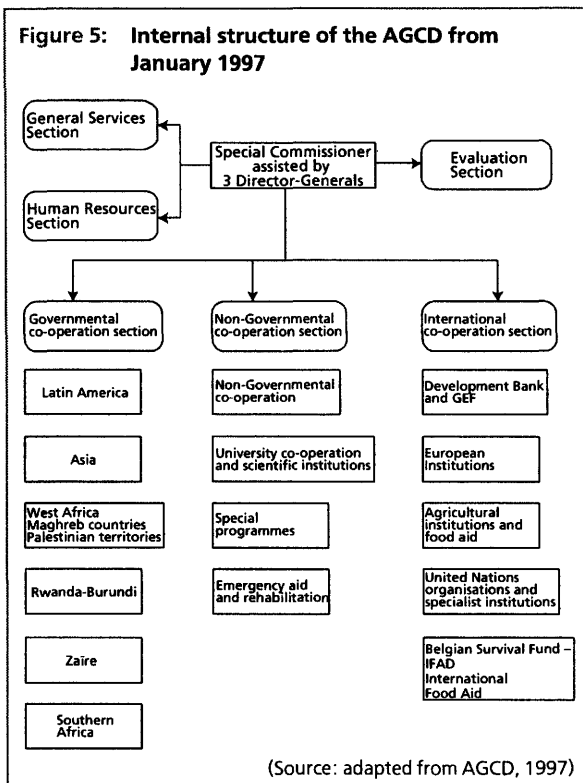 Figure 5: Internal structure of the AGCD from
January 1997
General Services
Section
Special Commissioner
assisted by
3 Director-Generals
Evaluation
Section
Human Resources
Section
Governmental
co-operation section
Non-Governmental
co-operation section
International
co-operation section
Latin America
Non-Governmental
co-operation
Development Bank
and GEF
Asia
University co-operation
and scientific institutions
European
Institutions
West Africa
Maghreb countries
Palestinian territories
Special
programmes
Agricultural
institutions and
food aid
Rwanda-Burundi
Emergency aid
and rehabilitation
United Nations
organisations and
specialist institutions
Zaïre
Belgian Survival Fund –
IFAD
International
Food Aid
Southern
Africa
(Source: adapted from AGCD, 1997)